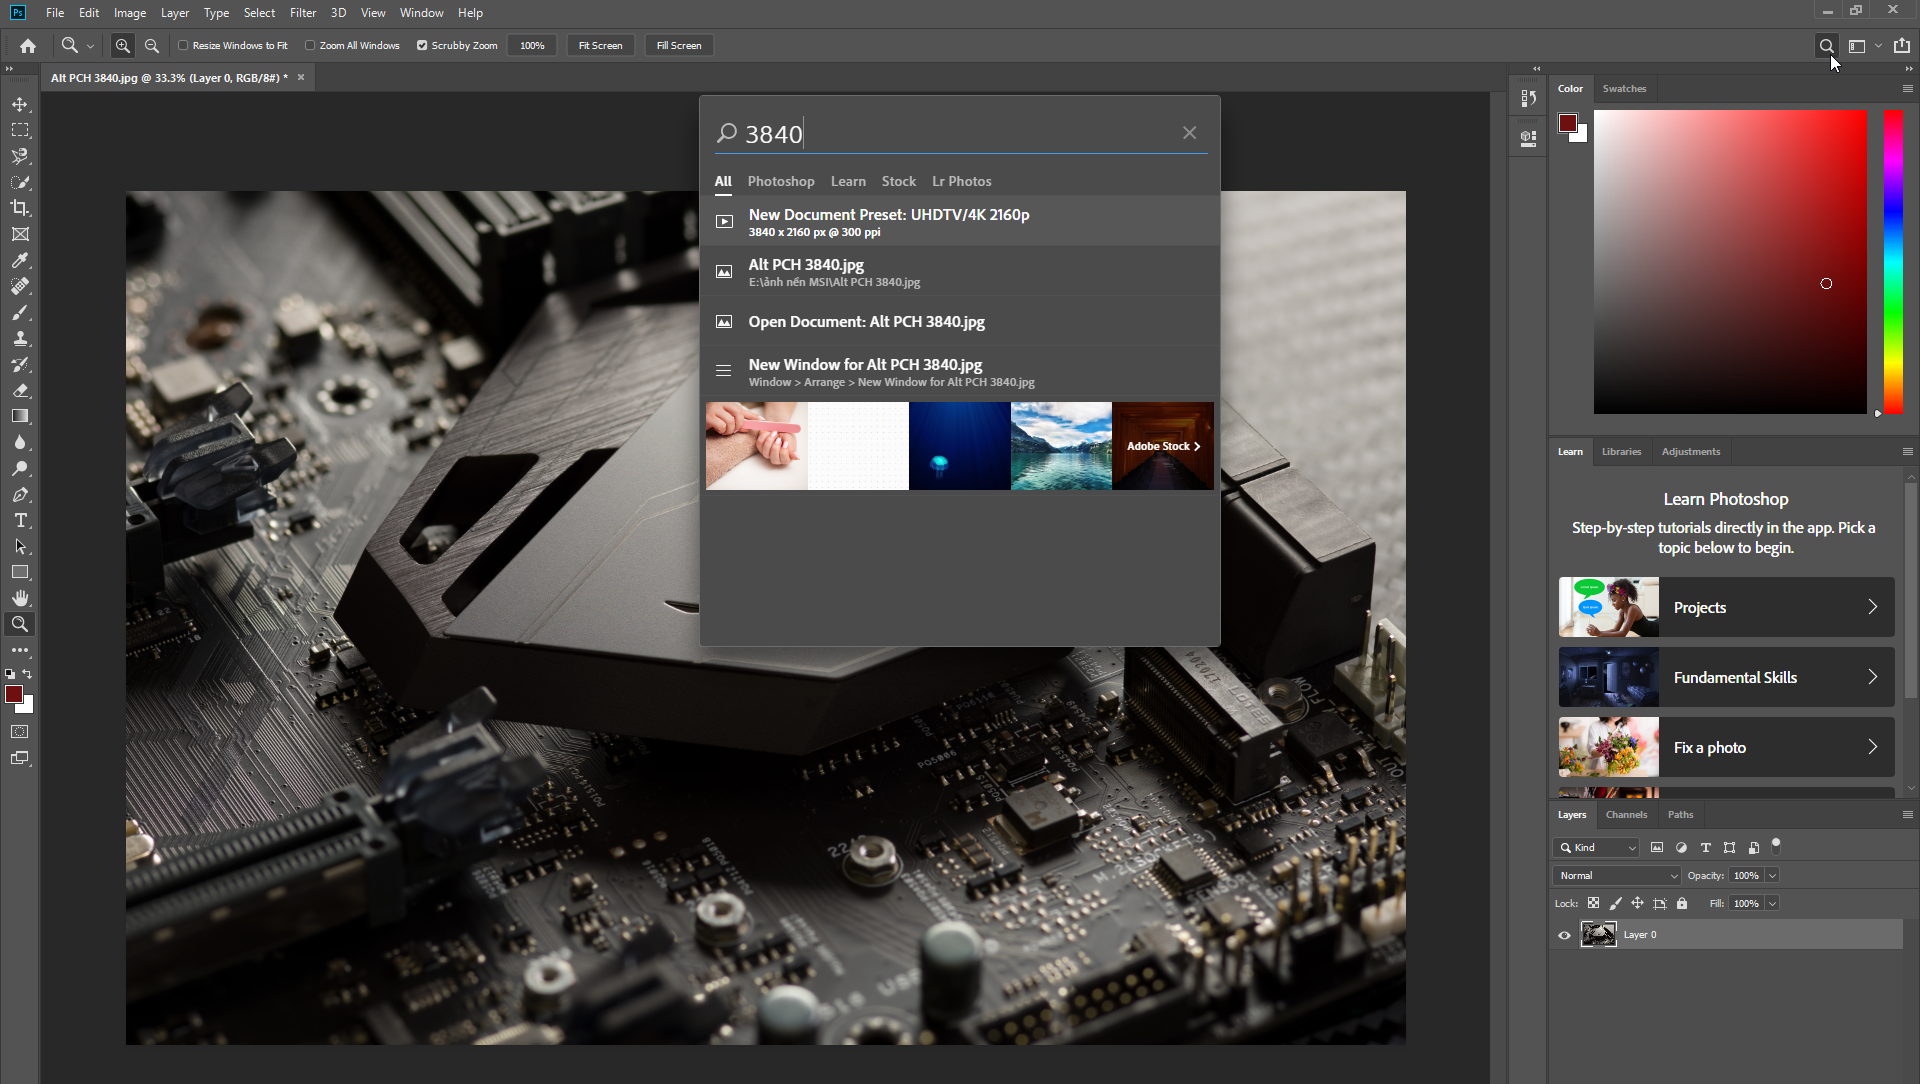 Ps File Edit Image Layer Type Select Filter 3D View Window Help
Resize Windows to Fit Zoom All Windows Scrubby Zoom 100% Fit Screen Fill Screen
Alt PCH 3840.jpg @ 33.3% (Layer 0, RGB/8#) *
3840
All Photoshop Learn Stock Lr Photos
New Document Preset: UHDTV/4K 2160p
3840 x 2160 px @ 300 ppi
Alt PCH 3840.jpg
E:\ảnh nền MSI\Alt PCH 3840.jpg
Open Document: Alt PCH 3840.jpg
New Window for Alt PCH 3840.jpg
Window > Arrange > New Window for Alt PCH 3840.jpg
Adobe Stock
Color Swatches
Learn Libraries Adjustments
Learn Photoshop
Step-by-step tutorials directly in the app. Pick a
topic below to begin.
Projects
Fundamental Skills
Fix a photo
Layers Channels Paths
Kind
Normal Opacity: 100%
Lock: Fill: 100%
Layer 0
170204
FLOW
PQ5006
22